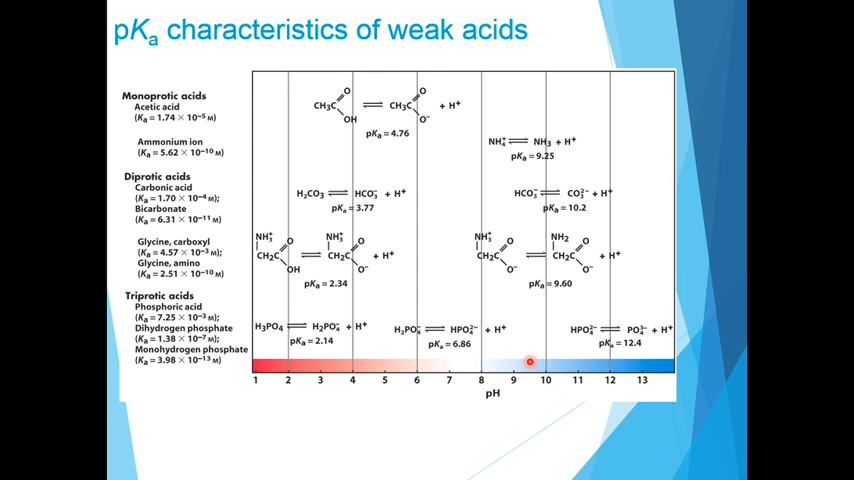 pKa characteristics of weak acids
Monoprotic acids
Acetic acid
(Ka = 1.74 × 10⁻⁵ M)
CH3C O OH ⇌ CH3C O O⁻ + H⁺
pKa = 4.76
Ammonium ion
(Ka = 5.62 × 10⁻¹⁰ M)
NH4⁺ ⇌ NH3 + H⁺
pKa = 9.25
Diprotic acids
Carbonic acid
(Ka = 1.70 × 10⁻⁴ M);
Bicarbonate
(Ka = 6.31 × 10⁻¹¹ M)
H2CO3 ⇌ HCO3⁻ + H⁺
pKa = 3.77
HCO3⁻ ⇌ CO3²⁻ + H⁺
pKa = 10.2
Glycine, carboxyl
(Ka = 4.57 × 10⁻³ M);
Glycine, amino
(Ka = 2.51 × 10⁻¹⁰ M)
NH3⁺ CH2C O OH ⇌ NH3⁺ CH2C O O⁻ + H⁺
pKa = 2.34
NH3⁺ CH2C O O⁻ ⇌ NH2 CH2C O O⁻ + H⁺
pKa = 9.60
Triprotic acids
Phosphoric acid
(Ka = 7.25 × 10⁻³ M);
Dihydrogen phosphate
(Ka = 1.38 × 10⁻⁷ M);
Monohydrogen phosphate
(Ka = 3.98 × 10⁻¹³ M)
H3PO4 ⇌ H2PO4⁻ + H⁺
pKa = 2.14
H2PO4⁻ ⇌ HPO4²⁻ + H⁺
pKa = 6.86
HPO4²⁻ ⇌ PO4³⁻ + H⁺
pKa = 12.4
1 2 3 4 5 6 7 8 9 10 11 12 13
pH